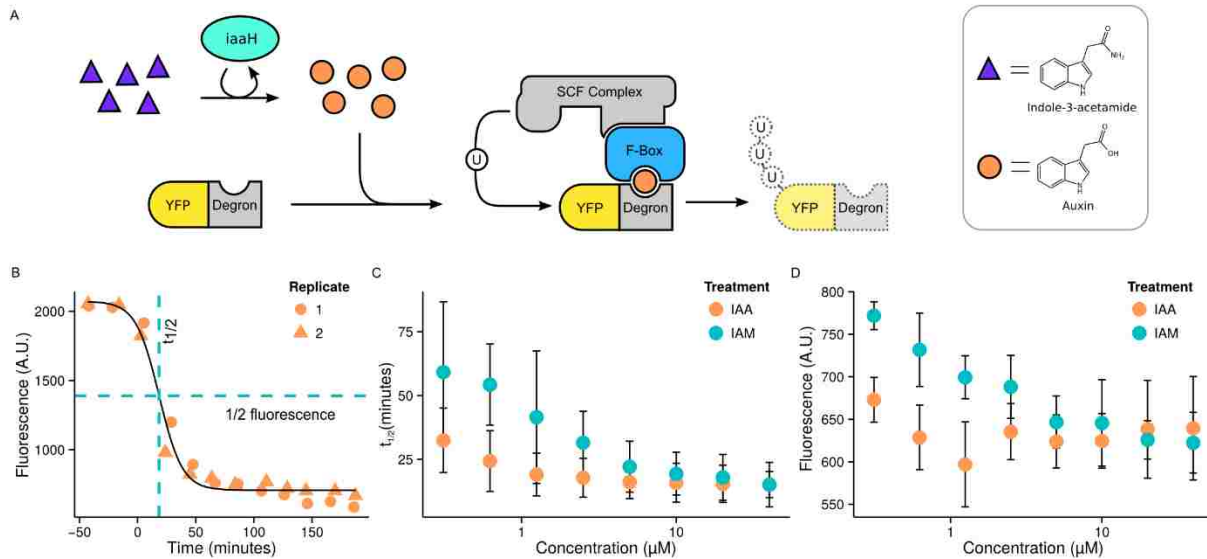 A
iaaH
SCF Complex
F-Box
U
YFP
Degron
YFP
Degron
U
U
U
YFP
Degron
O
NH2
N
H
Indole-3-acetamide
O
OH
N
H
Auxin
B
Fluorescence (A.U.)
2000
1500
1000
-50
0
50
100
150
Time (minutes)
Replicate
1
2
t1/2
1/2 fluorescence
C
t1/2(minutes)
75
50
25
1
10
Concentration (µM)
Treatment
IAA
IAM
D
Fluorescence (A.U.)
800
750
700
650
600
550
1
10
Concentration (µM)
Treatment
IAA
IAM